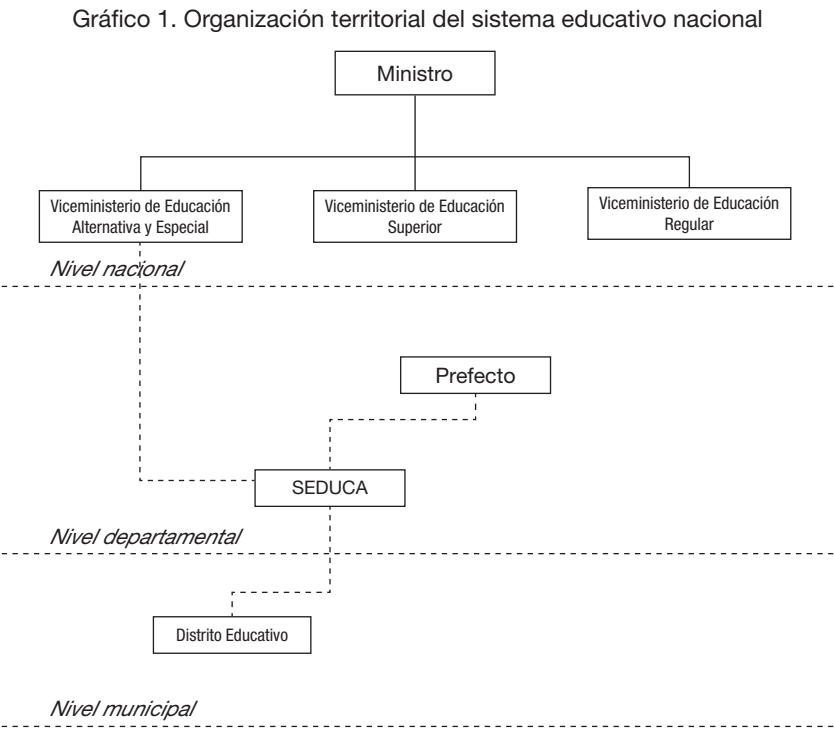 Gráfico 1. Organización territorial del sistema educativo nacional
Ministro
Viceministerio de Educación
Alternativa y Especial
Viceministerio de Educación
Superior
Viceministerio de Educación
Regular
Nivel nacional
Prefecto
SEDUCA
Nivel departamental
Distrito Educativo
Nivel municipal